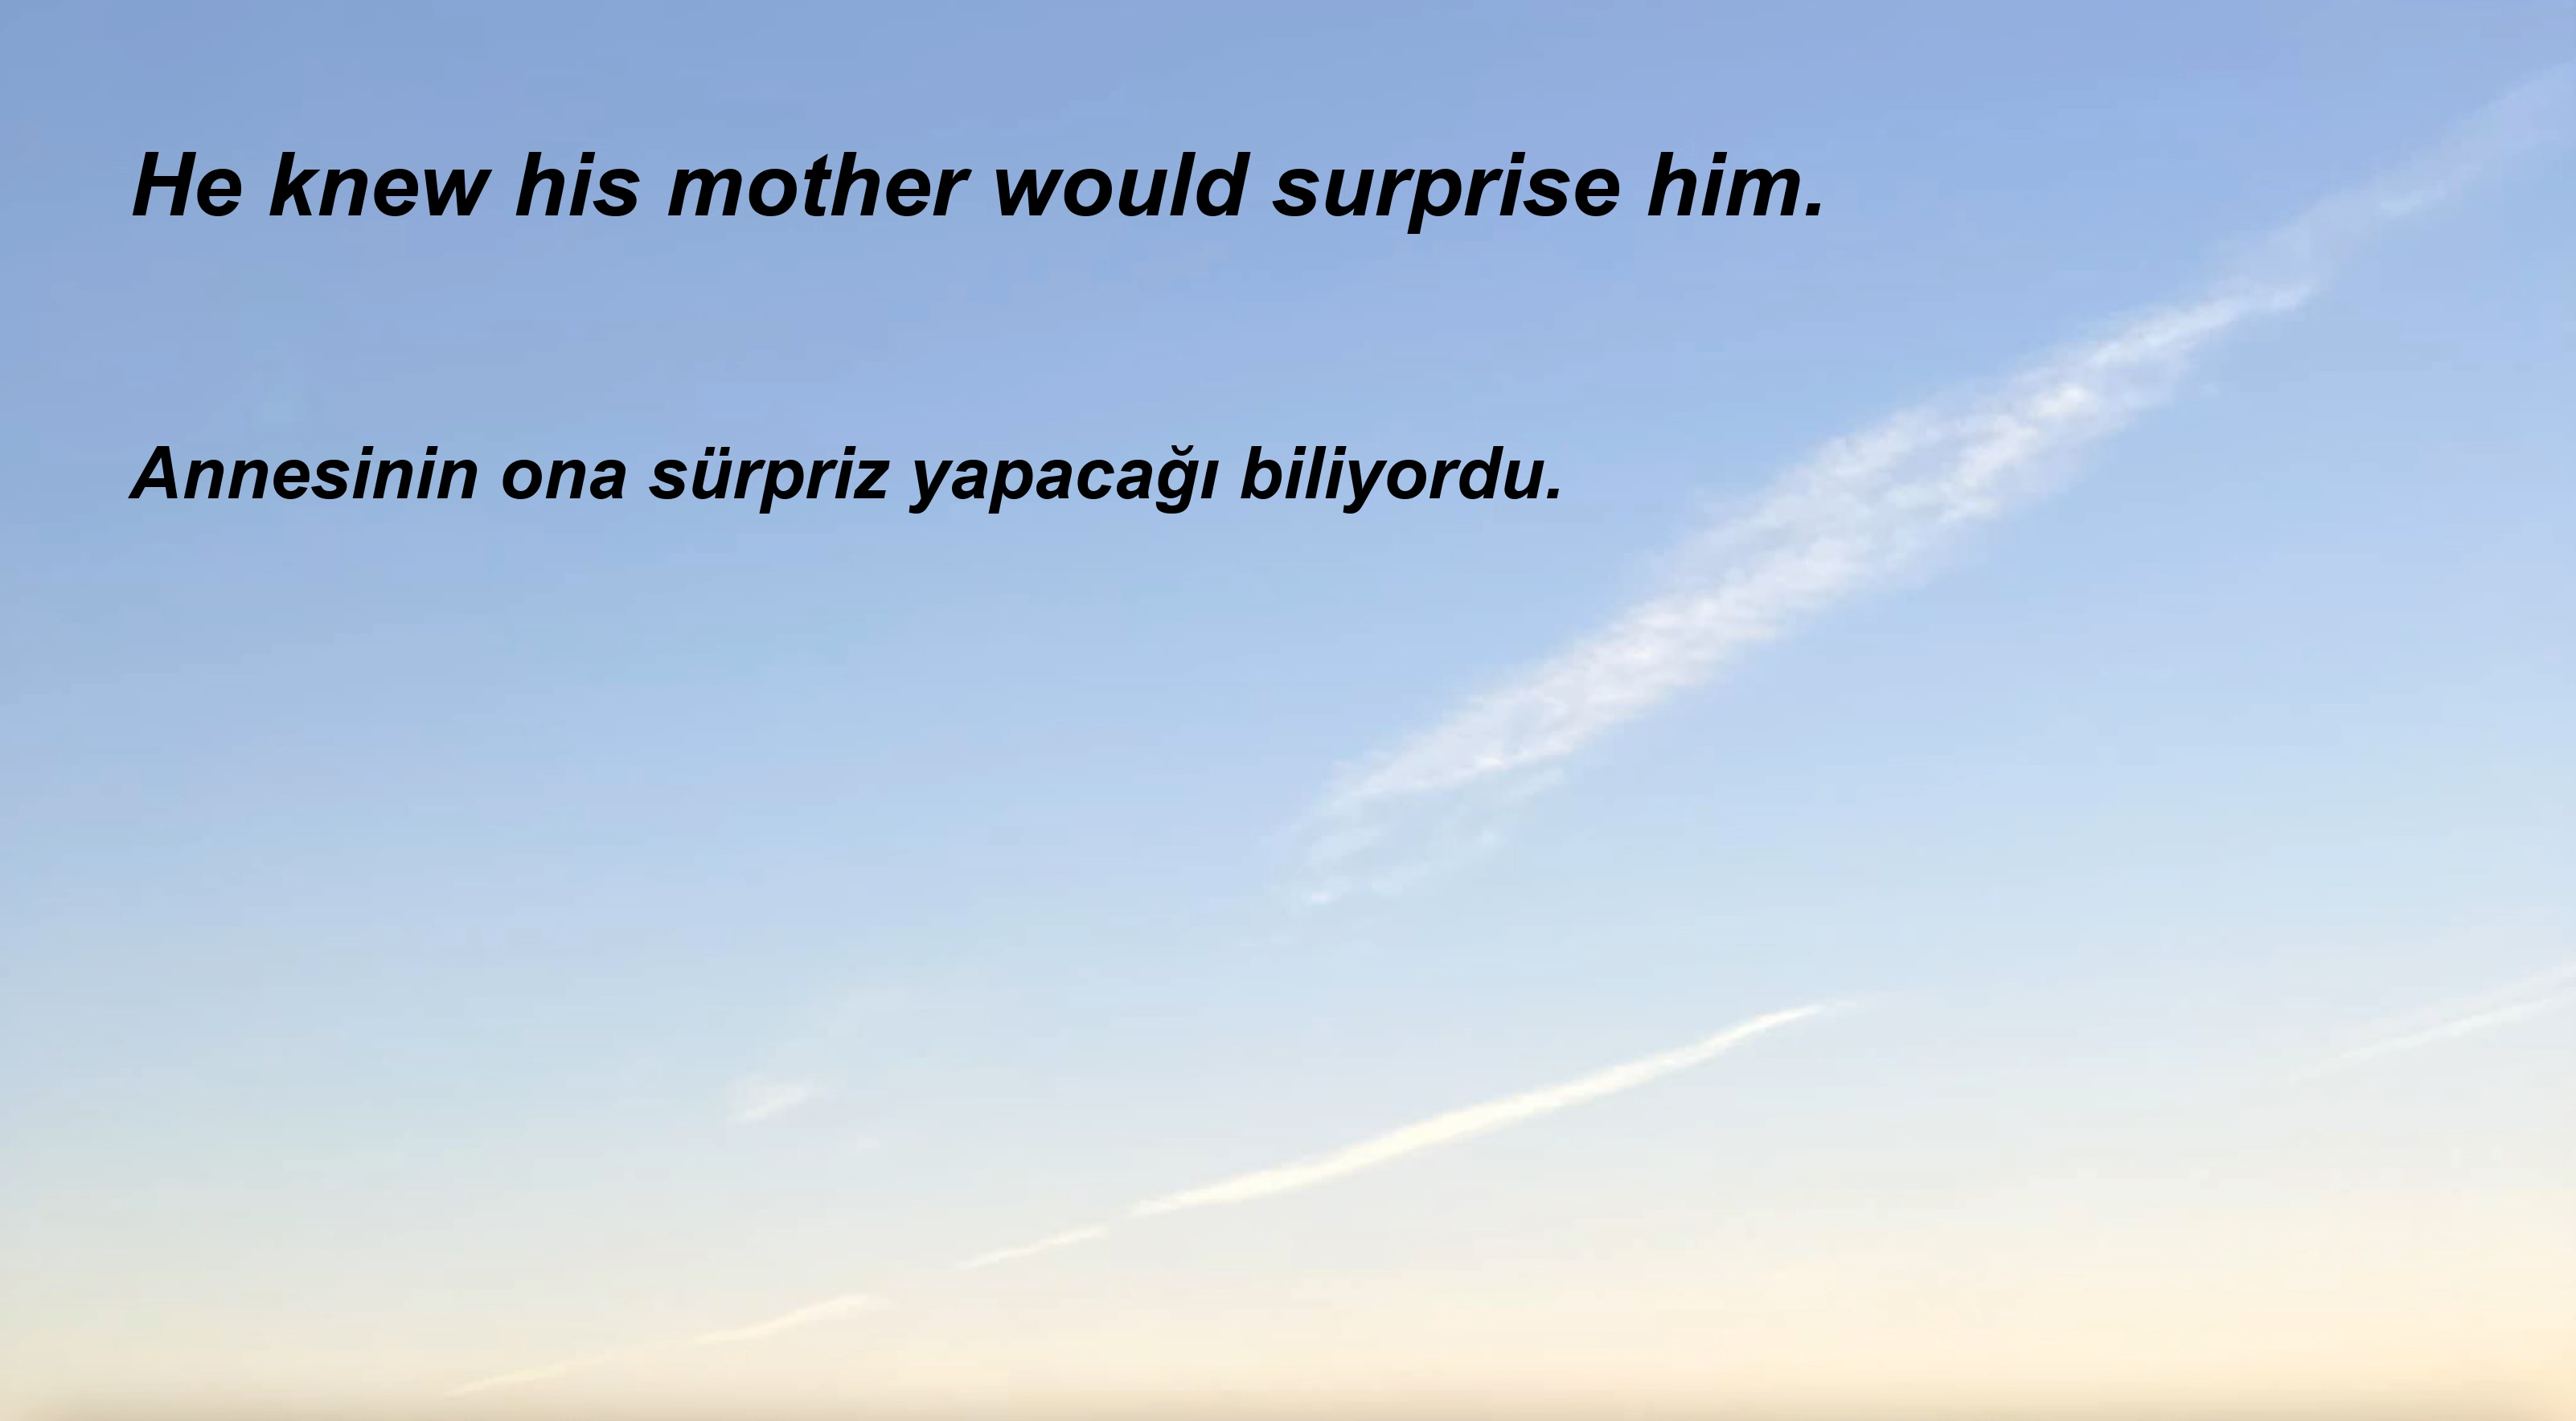 He knew his mother would surprise him.
Annesinin ona sürpriz yapacağı biliyordu.